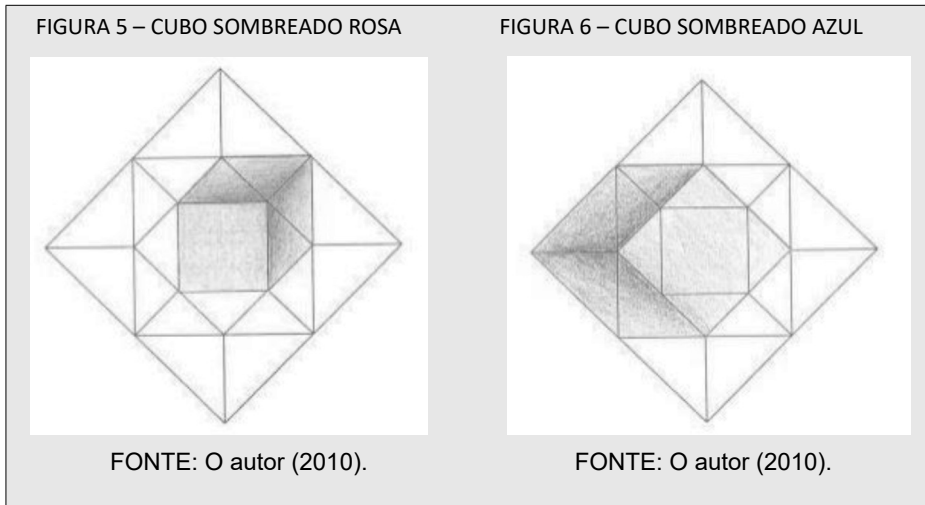 FIGURA 5 – CUBO SOMBREADO ROSA
FIGURA 6 – CUBO SOMBREADO AZUL
FONTE: O autor (2010).
FONTE: O autor (2010).